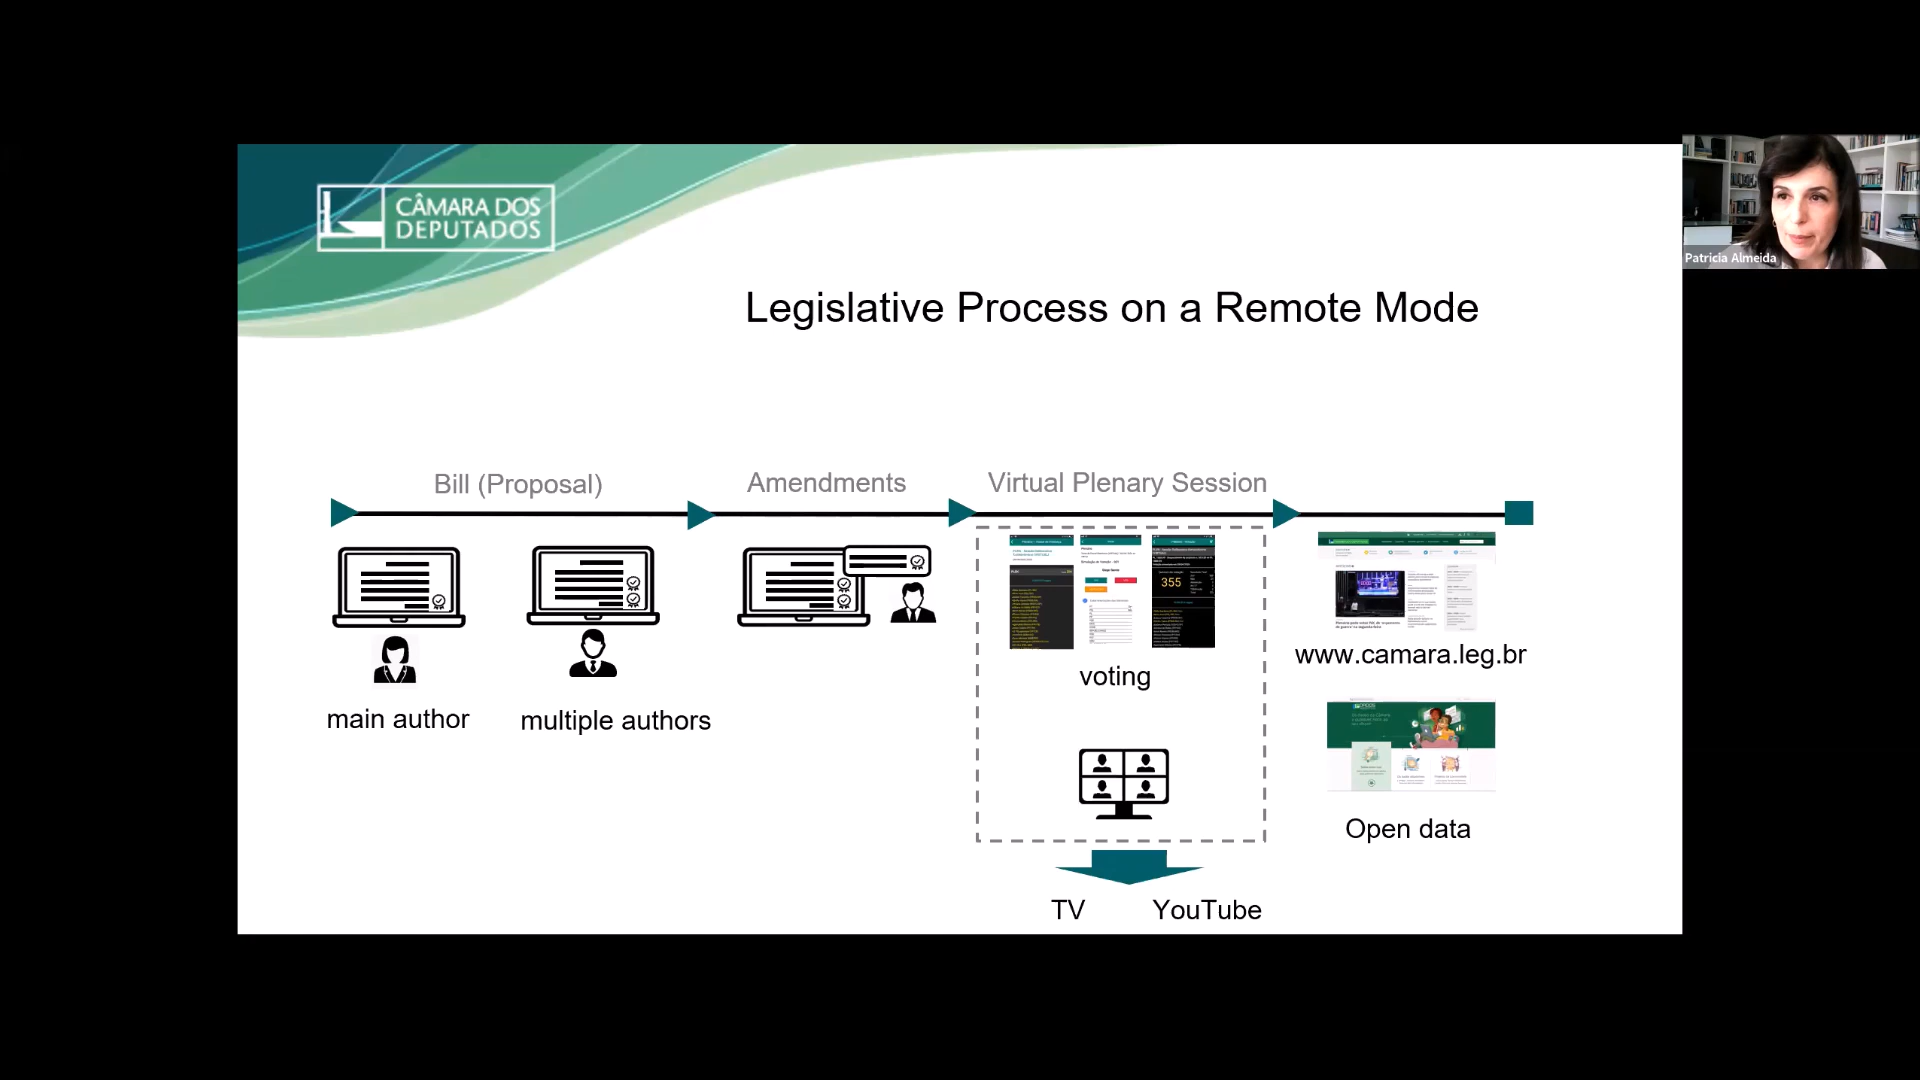 CÂMARA DOS
DEPUTADOS
Patricia Almeida
Legislative Process on a Remote Mode
Bill (Proposal)
Amendments
Virtual Plenary Session
355
voting
www.camara.leg.br
main author
multiple authors
Open data
TV
YouTube